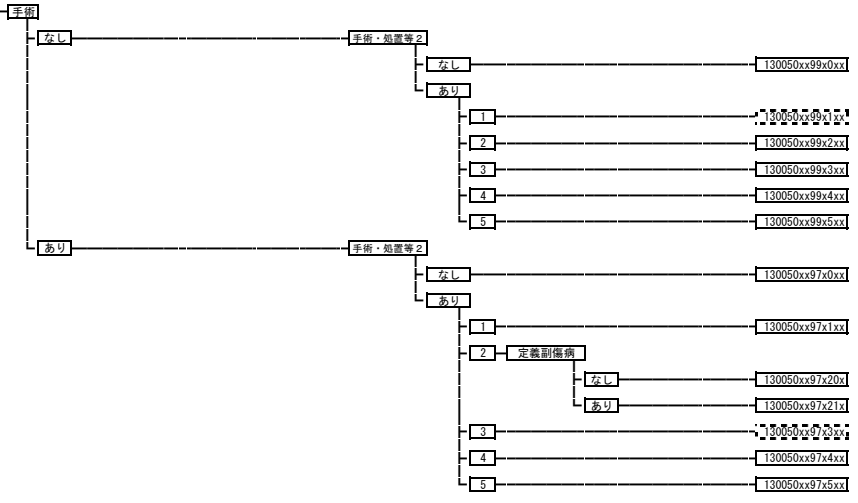 手術
なし 手術・処置等2
なし 130050xx99x0xx
あり
1 130050xx99x1xx
2 130050xx99x2xx
3 130050xx99x3xx
4 130050xx99x4xx
5 130050xx99x5xx
あり 手術・処置等2
なし 130050xx97x0xx
あり
1 130050xx97x1xx
2 定義副傷病
なし 130050xx97x20x
あり 130050xx97x21x
3 130050xx97x3xx
4 130050xx97x4xx
5 130050xx97x5xx